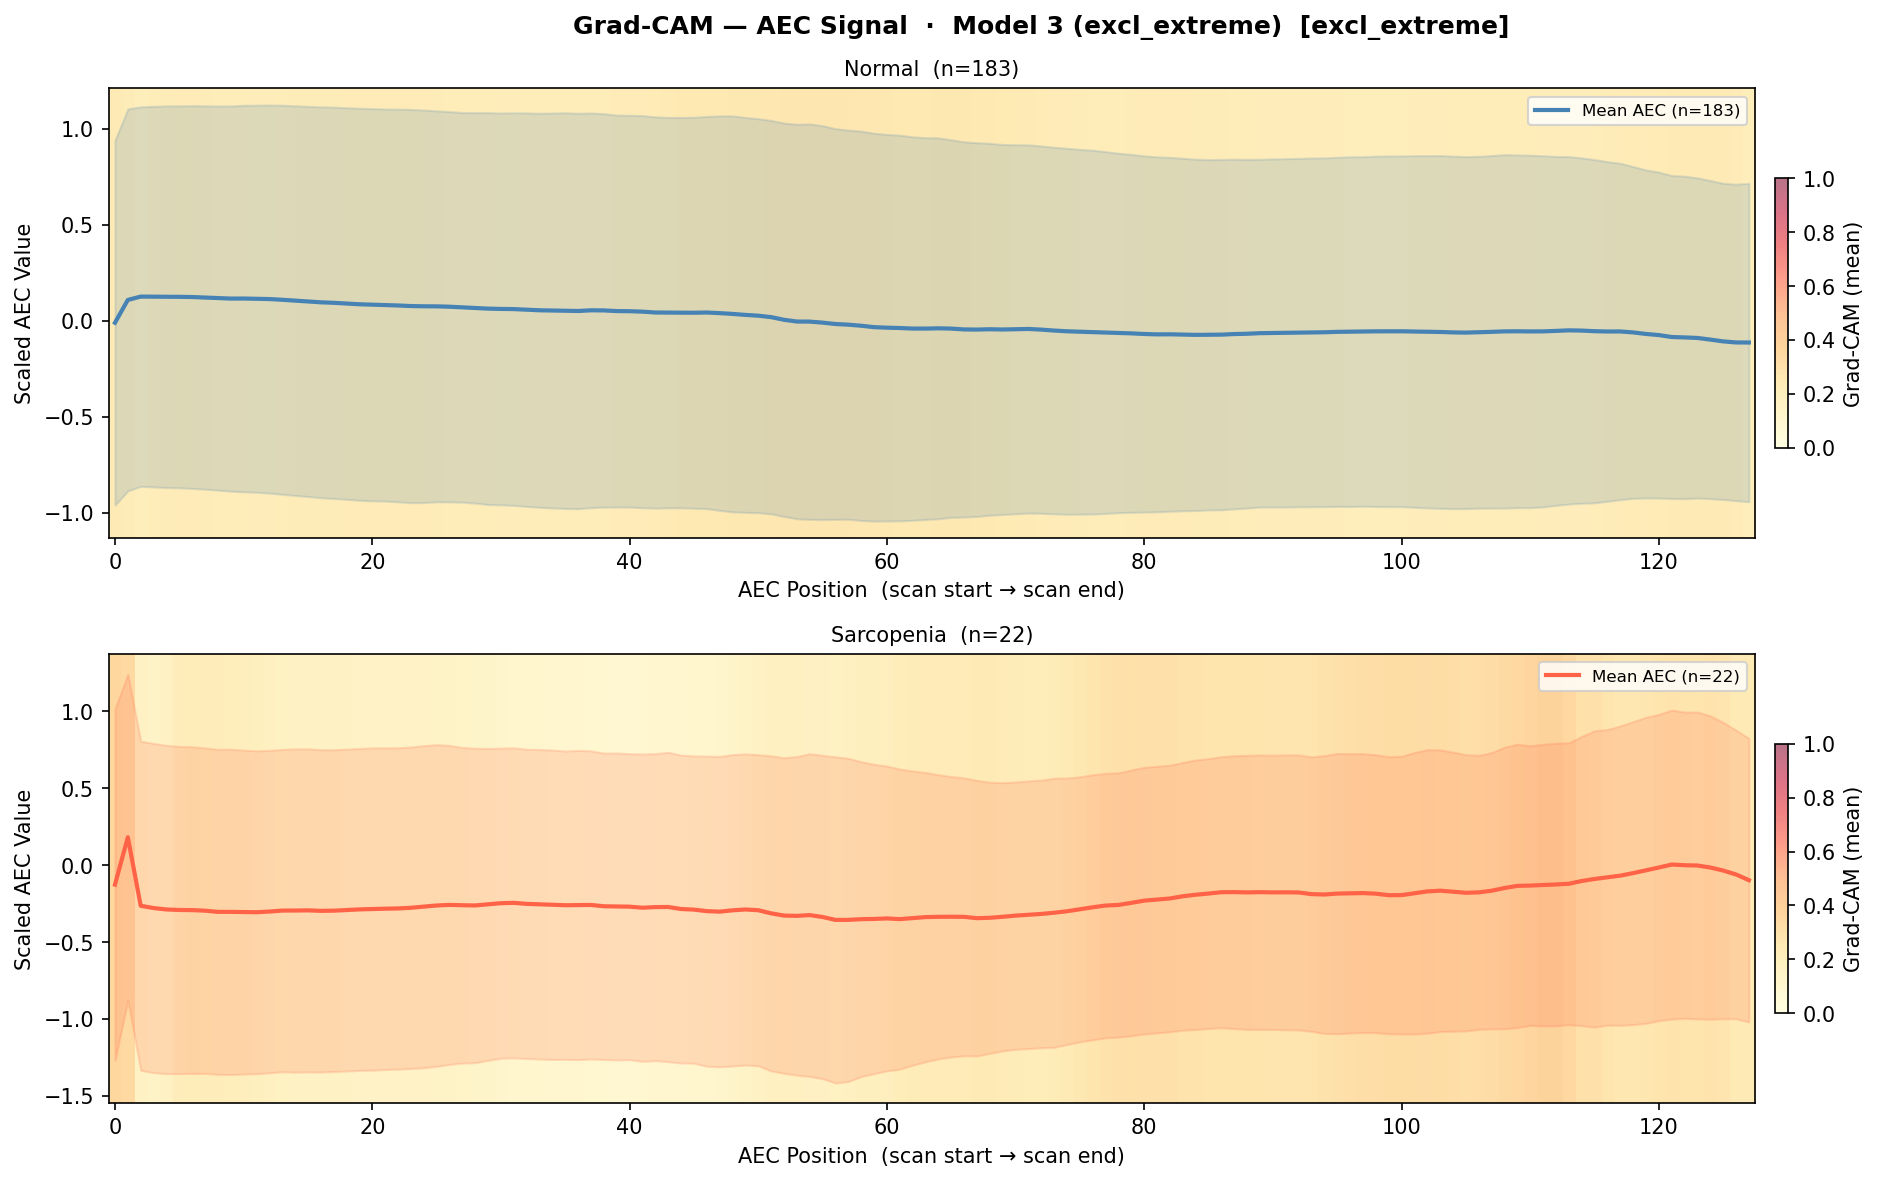 Grad-CAM — AEC Signal · Model 3 (excl_extreme) [excl_extreme]
Normal (n=183)
Mean AEC (n=183)
Scaled AEC Value
1.0
0.5
0.0
−0.5
−1.0
0 20 40 60 80 100 120
AEC Position (scan start → scan end)
1.0
0.8
0.6
0.4
0.2
0.0
Grad-CAM (mean)
Sarcopenia (n=22)
Mean AEC (n=22)
Scaled AEC Value
1.0
0.5
0.0
−0.5
−1.0
−1.5
0 20 40 60 80 100 120
AEC Position (scan start → scan end)
1.0
0.8
0.6
0.4
0.2
0.0
Grad-CAM (mean)